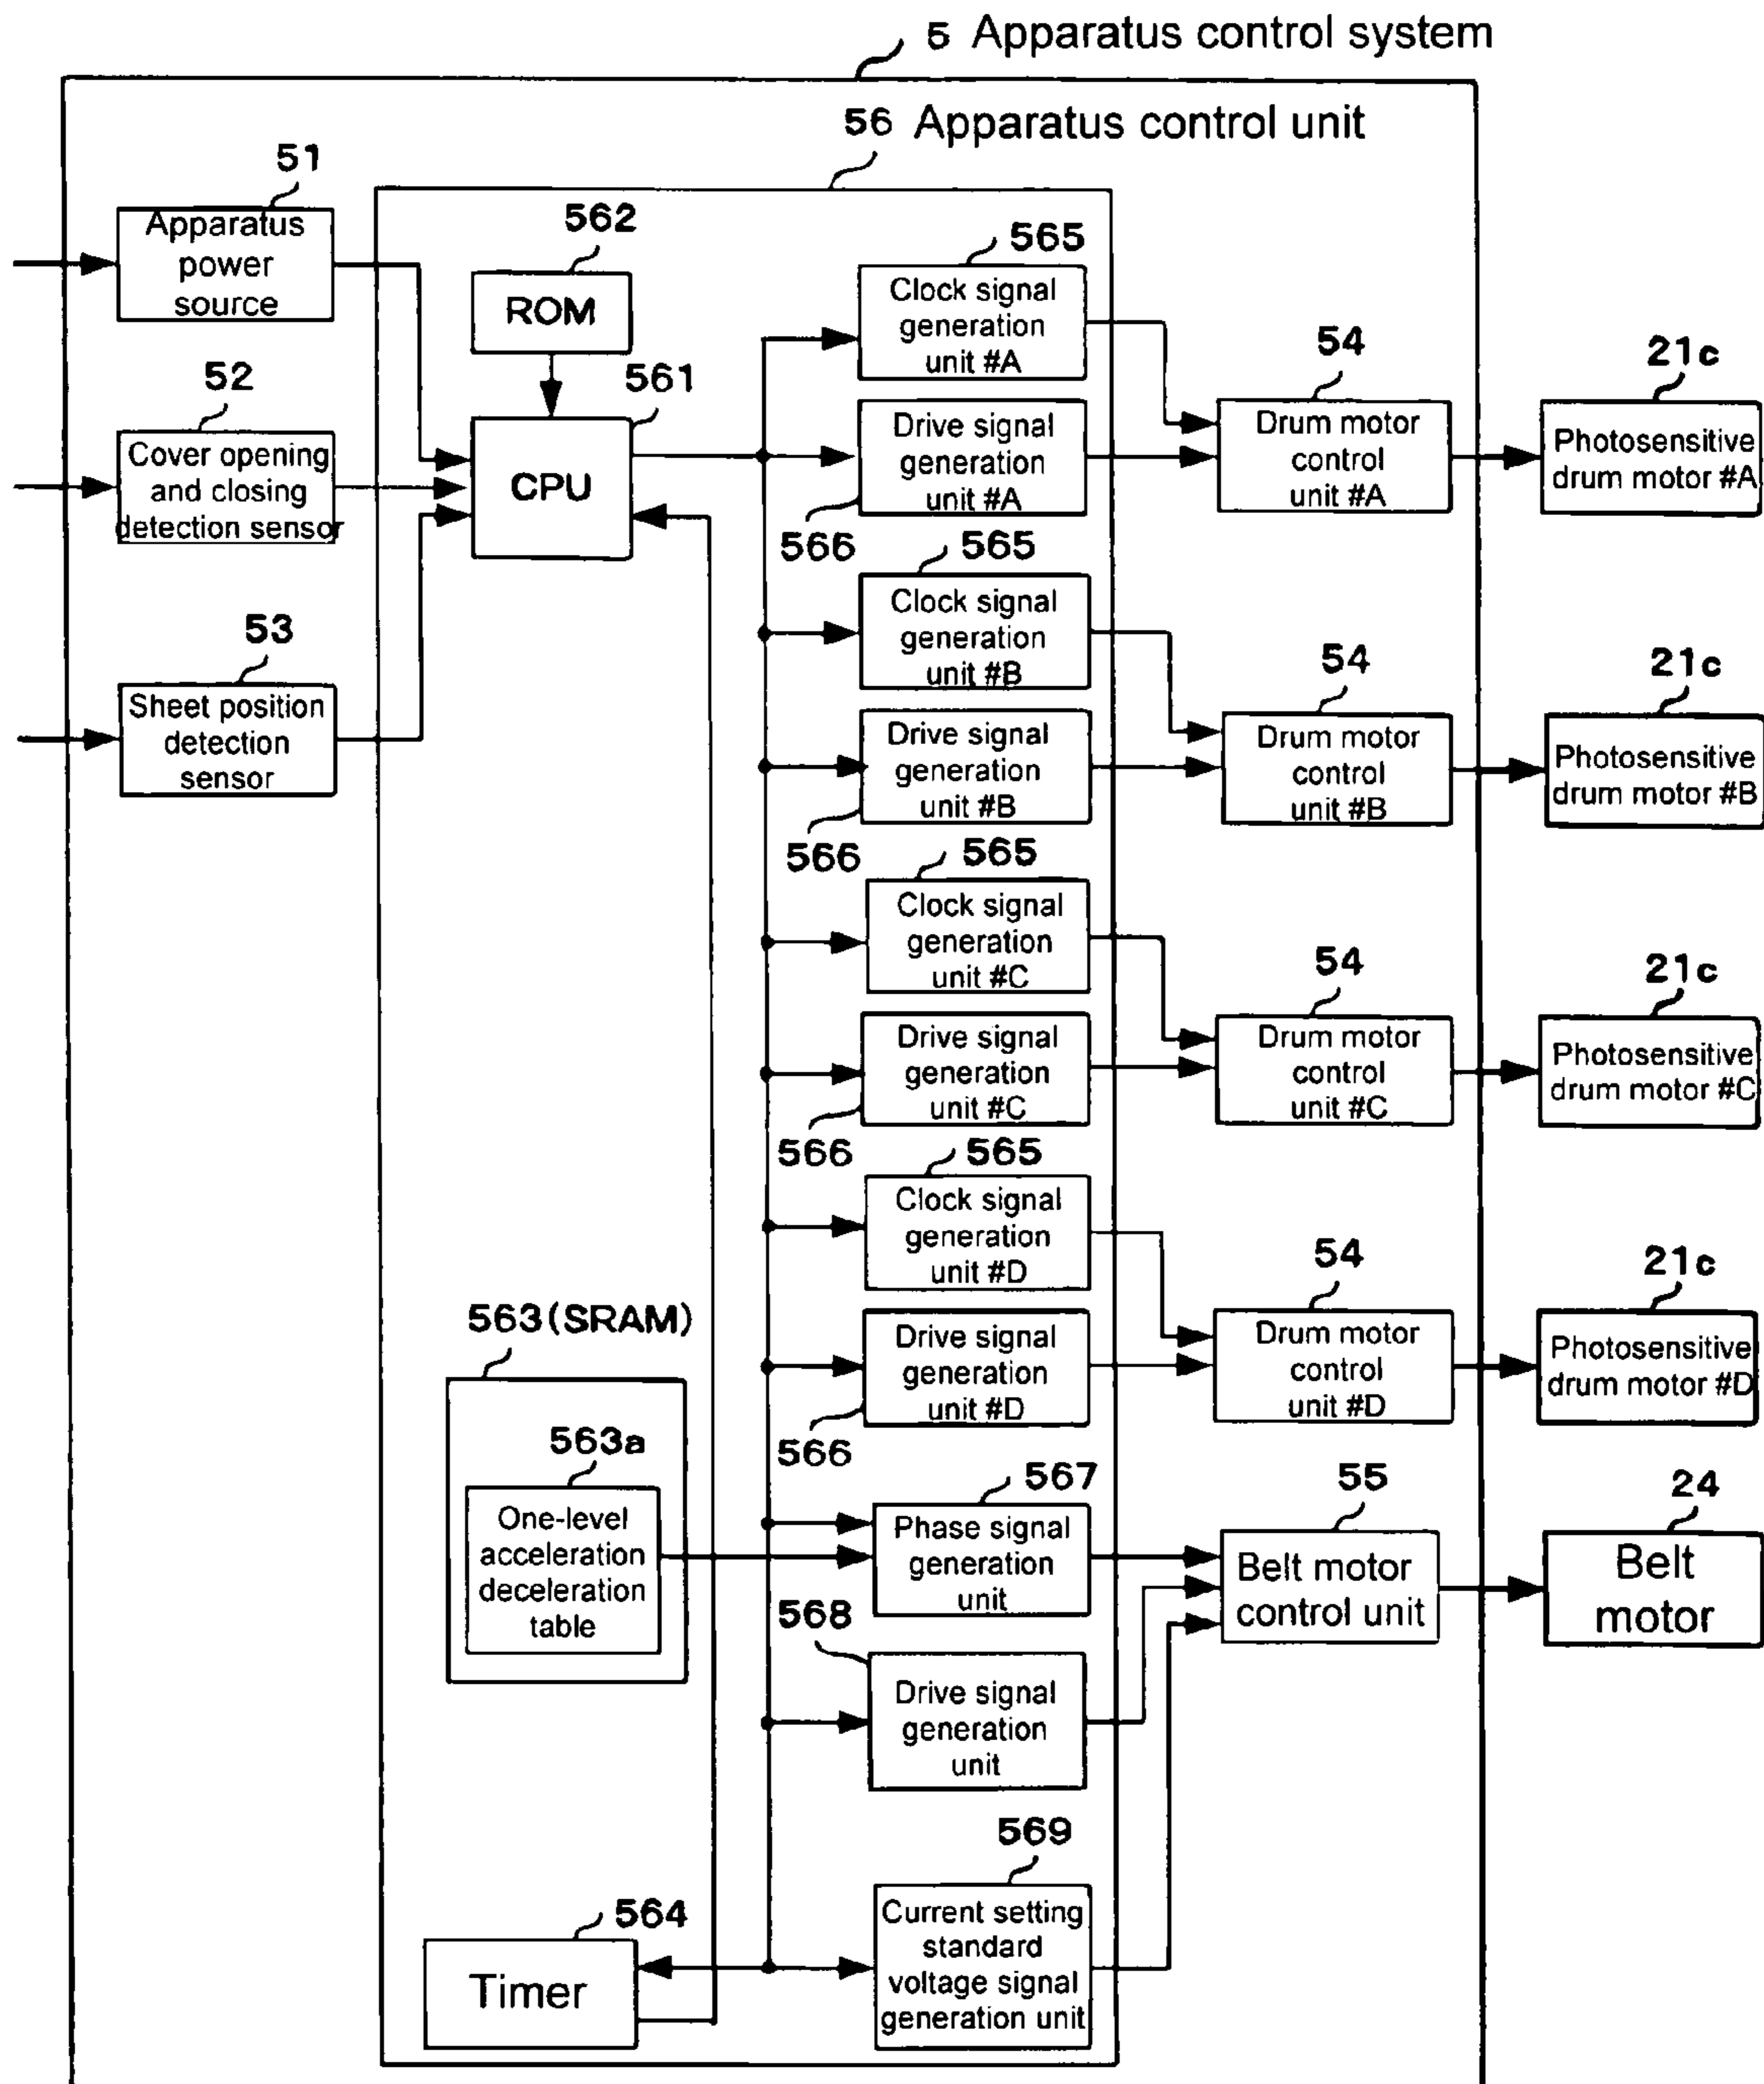 5 Apparatus control system
56 Apparatus control unit
51
Apparatus
power
source
52
Cover opening
and closing
detection sensor
53
Sheet position
detection
sensor
562
ROM
561
CPU
563(SRAM)
563a
One-level
acceleration
deceleration
table
564
Timer
565
Clock signal
generation
unit #A
Drive signal
generation
unit #A
566
565
Clock signal
generation
unit #B
Drive signal
generation
unit #B
566
565
Clock signal
generation
unit #C
Drive signal
generation
unit #C
566
565
Clock signal
generation
unit #D
Drive signal
generation
unit #D
566
567
Phase signal
generation
unit
568
Drive signal
generation
unit
569
Current setting
standard
voltage signal
generation unit
54
Drum motor
control
unit #A
54
Drum motor
control
unit #B
54
Drum motor
control
unit #C
54
Drum motor
control
unit #D
55
Belt motor
control unit
21c
Photosensitive
drum motor #A
21c
Photosensitive
drum motor #B
21c
Photosensitive
drum motor #C
21c
Photosensitive
drum motor #D
24
Belt
motor